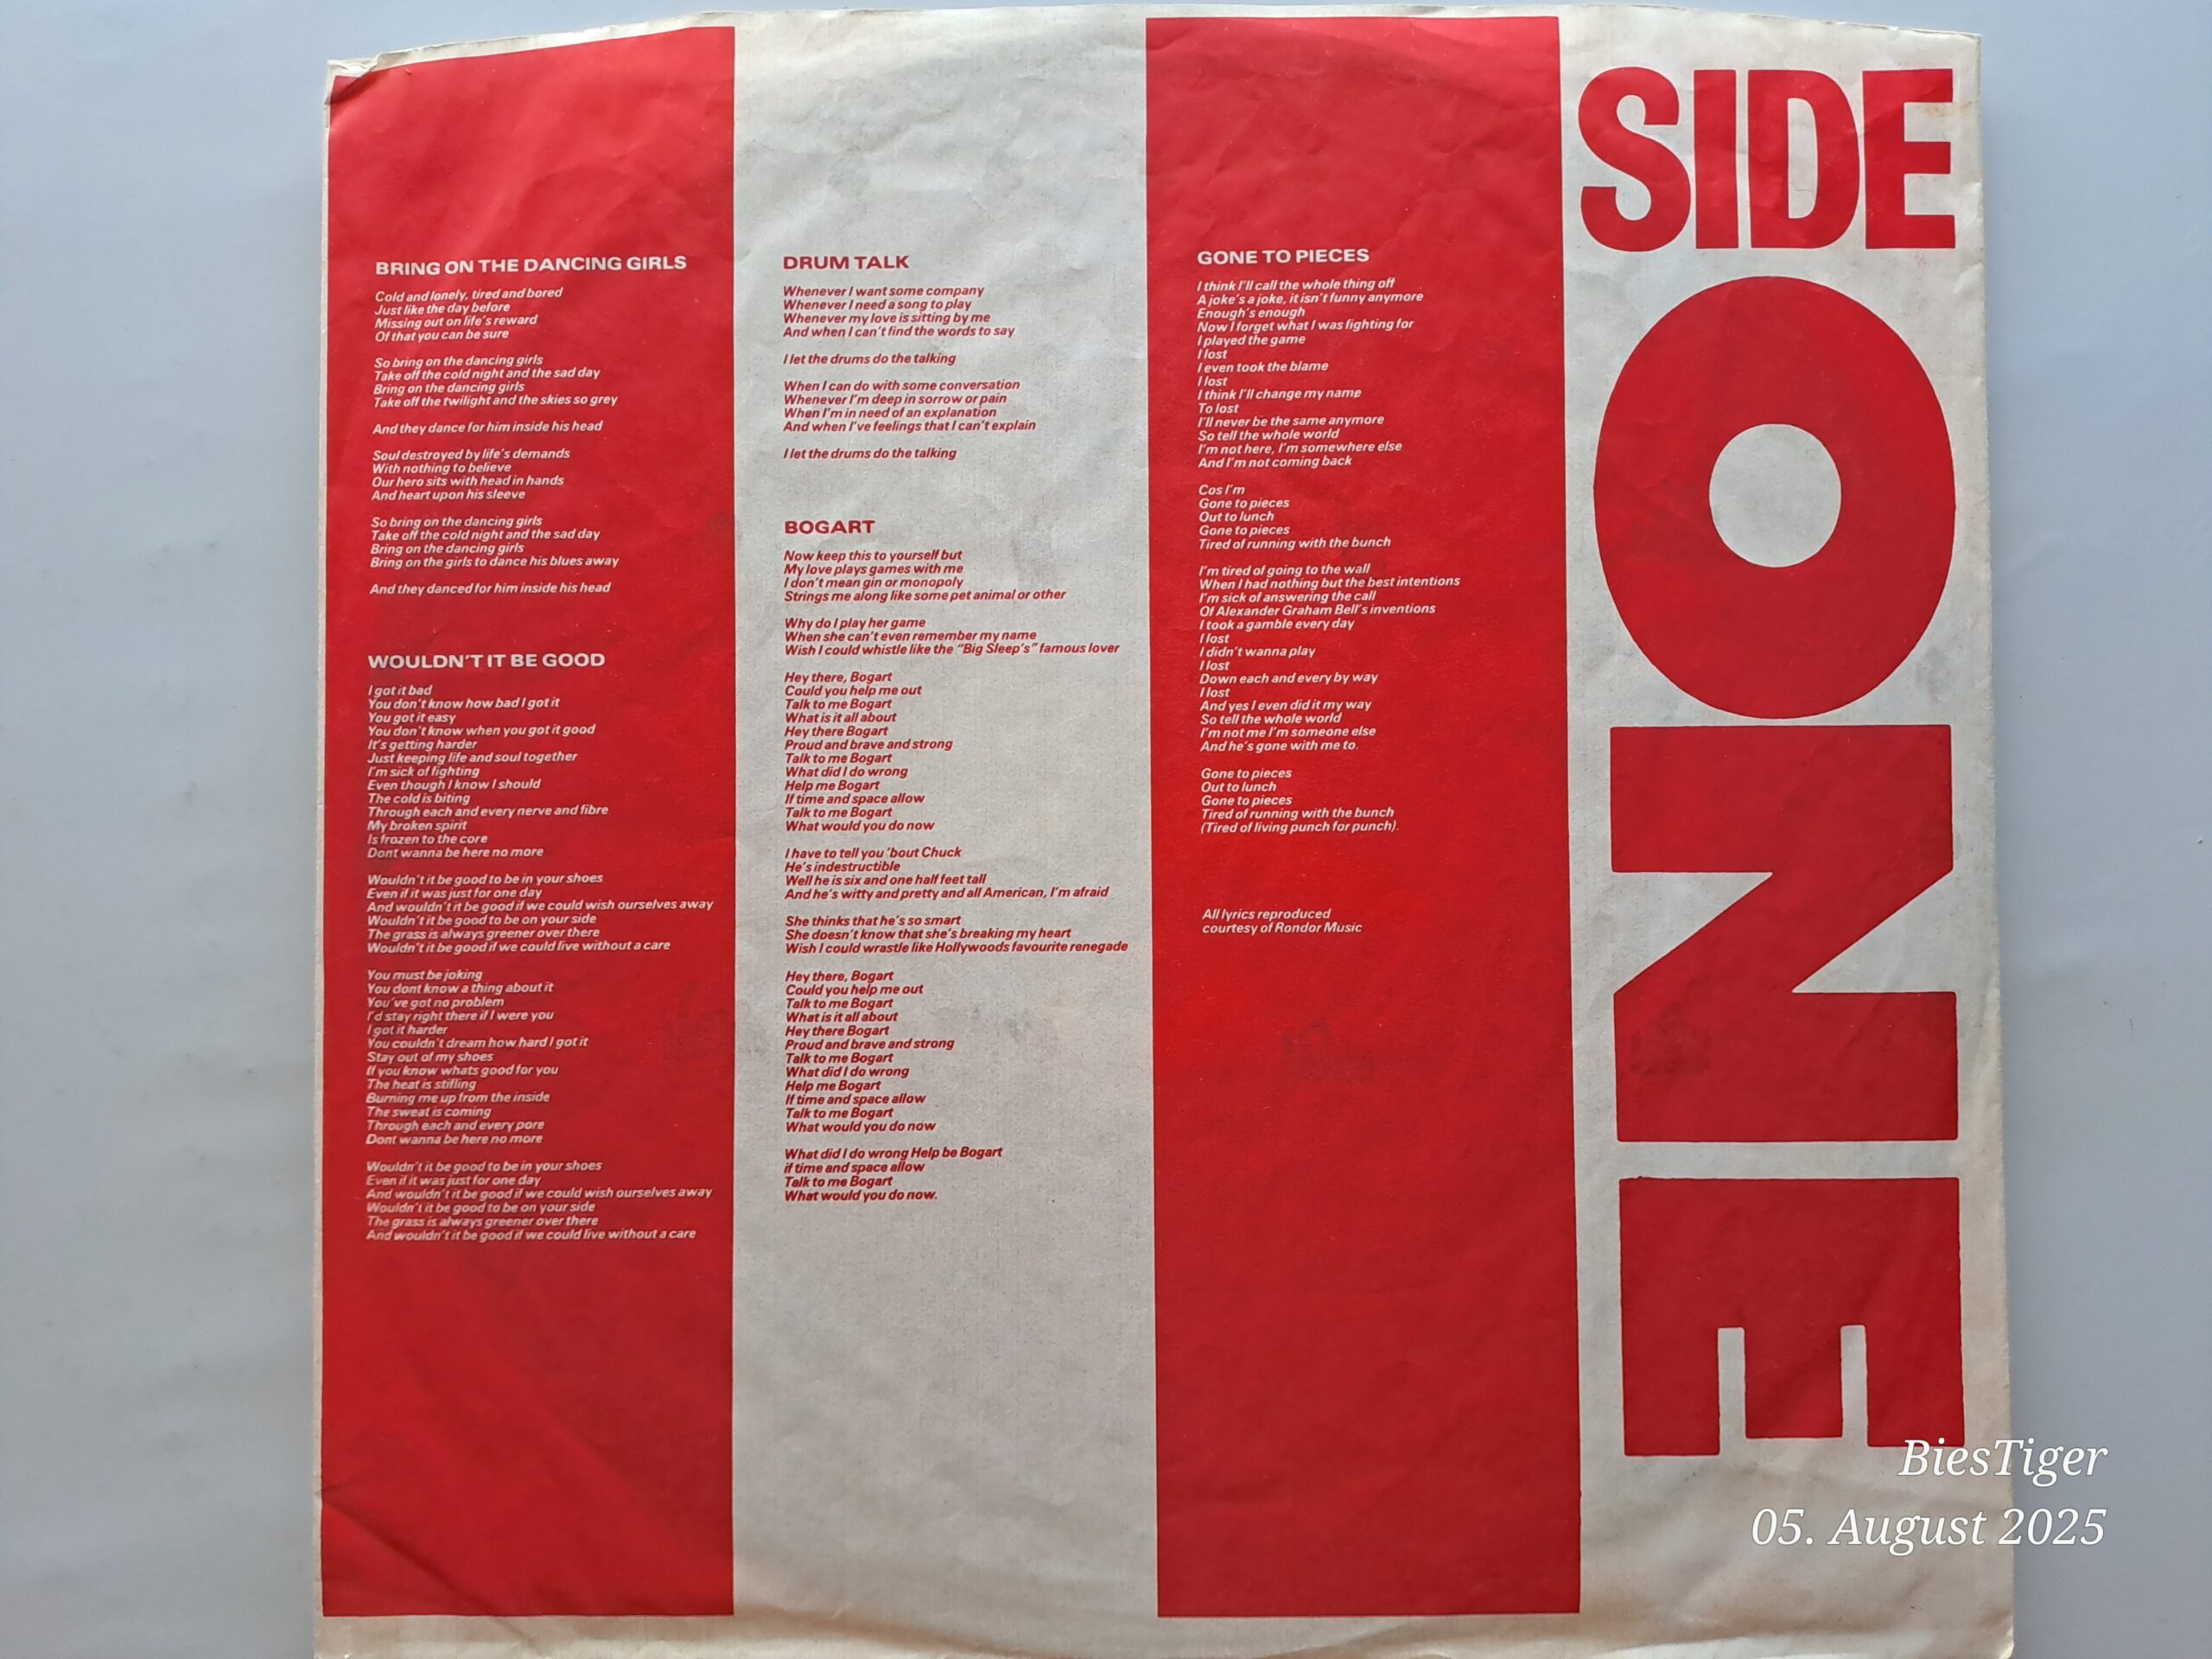 BRING ON THE DANCING GIRLS
Cold and lonely, tired and bored
Just like the day before
Missing out on life's reward
Of that you can be sure
So bring on the dancing girls
Take off the cold night and the sad day
Bring on the dancing girls
Take off the twilight and the skies so grey
And they dance for him inside his head
Soul destroyed by life's demands
With nothing to believe
Our hero sits with head in hands
And heart upon his sleeve
So bring on the dancing girls
Take off the cold night and the sad day
Bring on the dancing girls
Bring on the girls to dance his blues away
And they danced for him inside his head
WOULDN'T IT BE GOOD
I got it bad
You don't know how bad I got it
You got it easy
You don't know when you got it good
It's getting harder
Just keeping life and soul together
I'm sick of fighting
Even though I know I should
The cold is biting
Through each and every nerve and fibre
My broken spirit
Is frozen to the core
Dont wanna be here no more
Wouldn't it be good to be in your shoes
Even if it was just for one day
And wouldn't it be good if we could wish ourselves away
Wouldn't it be good to be on your side
The grass is always greener over there
Wouldn't it be good if we could live without a care
You must be joking
You dont know a thing about it
You've got no problem
I'd stay right there if I were you
I got it harder
You couldn't dream how hard I got it
Stay out of my shoes
If you know whats good for you
The heat is stifling
Burning me up from the inside
The sweat is coming
Through each and every pore
Dont wanna be here no more
Wouldn't it be good to be in your shoes
Even if it was just for one day
And wouldn't it be good if we could wish ourselves away
Wouldn't it be good to be on your side
The grass is always greener over there
And wouldn't it be good if we could live without a care
DRUM TALK
Whenever I want some company
Whenever I need a song to play
Whenever my love is sitting by me
And when I can't find the words to say
I let the drums do the talking
When I can do with some conversation
Whenever I'm deep in sorrow or pain
When I'm in need of an explanation
And when I've feelings that I can't explain
I let the drums do the talking
BOGART
Now keep this to yourself but
My love plays games with me
I don't mean gin or monopoly
Strings me along like some pet animal or other
Why do I play her game
When she can't even remember my name
Wish I could whistle like the "Big Sleep's" famous lover
Hey there, Bogart
Could you help me out
Talk to me Bogart
What is it all about
Hey there Bogart
Proud and brave and strong
Talk to me Bogart
What did I do wrong
Help me Bogart
If time and space allow
Talk to me Bogart
What would you do now
I have to tell you 'bout Chuck
He's indestructible
Well he is six and one half feet tall
And he's witty and pretty and all American, I'm afraid
She thinks that he's so smart
She doesn't know that she's breaking my heart
Wish I could wrastle like Hollywoods favourite renegade
Hey there, Bogart
Could you help me out
Talk to me Bogart
What is it all about
Hey there Bogart
Proud and brave and strong
Talk to me Bogart
What did I do wrong
Help me Bogart
If time and space allow
Talk to me Bogart
What would you do now
What did I do wrong Help be Bogart
if time and space allow
Talk to me Bogart
What would you do now.
GONE TO PIECES
I think I'll call the whole thing off
A joke's a joke, it isn't funny anymore
Enough's enough
Now I forget what I was fighting for
I played the game
I lost
I even took the blame
I lost
I think I'll change my name
To lost
I'll never be the same anymore
So tell the whole world
I'm not here, I'm somewhere else
And I'm not coming back
Cos I'm
Gone to pieces
Out to lunch
Gone to pieces
Tired of running with the bunch
I'm tired of going to the wall
When I had nothing but the best intentions
I'm sick of answering the call
Of Alexander Graham Bell's inventions
I took a gamble every day
I lost
I didn't wanna play
I lost
Down each and every by way
I lost
And yes I even did it my way
So tell the whole world
I'm not me I'm someone else
And he's gone with me to.
Gone to pieces
Out to lunch
Gone to pieces
Tired of running with the bunch
(Tired of living punch for punch).
All lyrics reproduced
courtesy of Rondor Music
SIDE
ONE
BiesTiger
05. August 2025